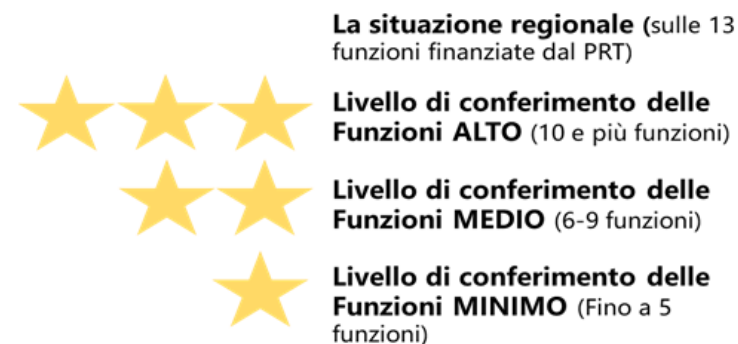 La situazione regionale (sulle 13
funzioni finanziate dal PRT)
Livello di conferimento delle
Funzioni ALTO (10 e più funzioni)
Livello di conferimento delle
Funzioni MEDIO (6-9 funzioni)
Livello di conferimento delle
Funzioni MINIMO (Fino a 5
funzioni)